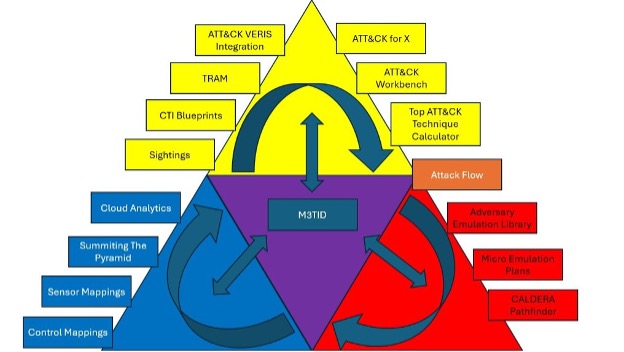 ATT&CK VERIS
Integration
ATT&CK for X
TRAM
ATT&CK
Workbench
CTI Blueprints
Top ATT&CK
Technique
Calculator
Sightings
Attack Flow
Cloud Analytics
M3TID
Adversary
Emulation Library
Summiting The
Pyramid
Micro Emulation
Plans
Sensor Mappings
CALDERA
Pathfinder
Control Mappings